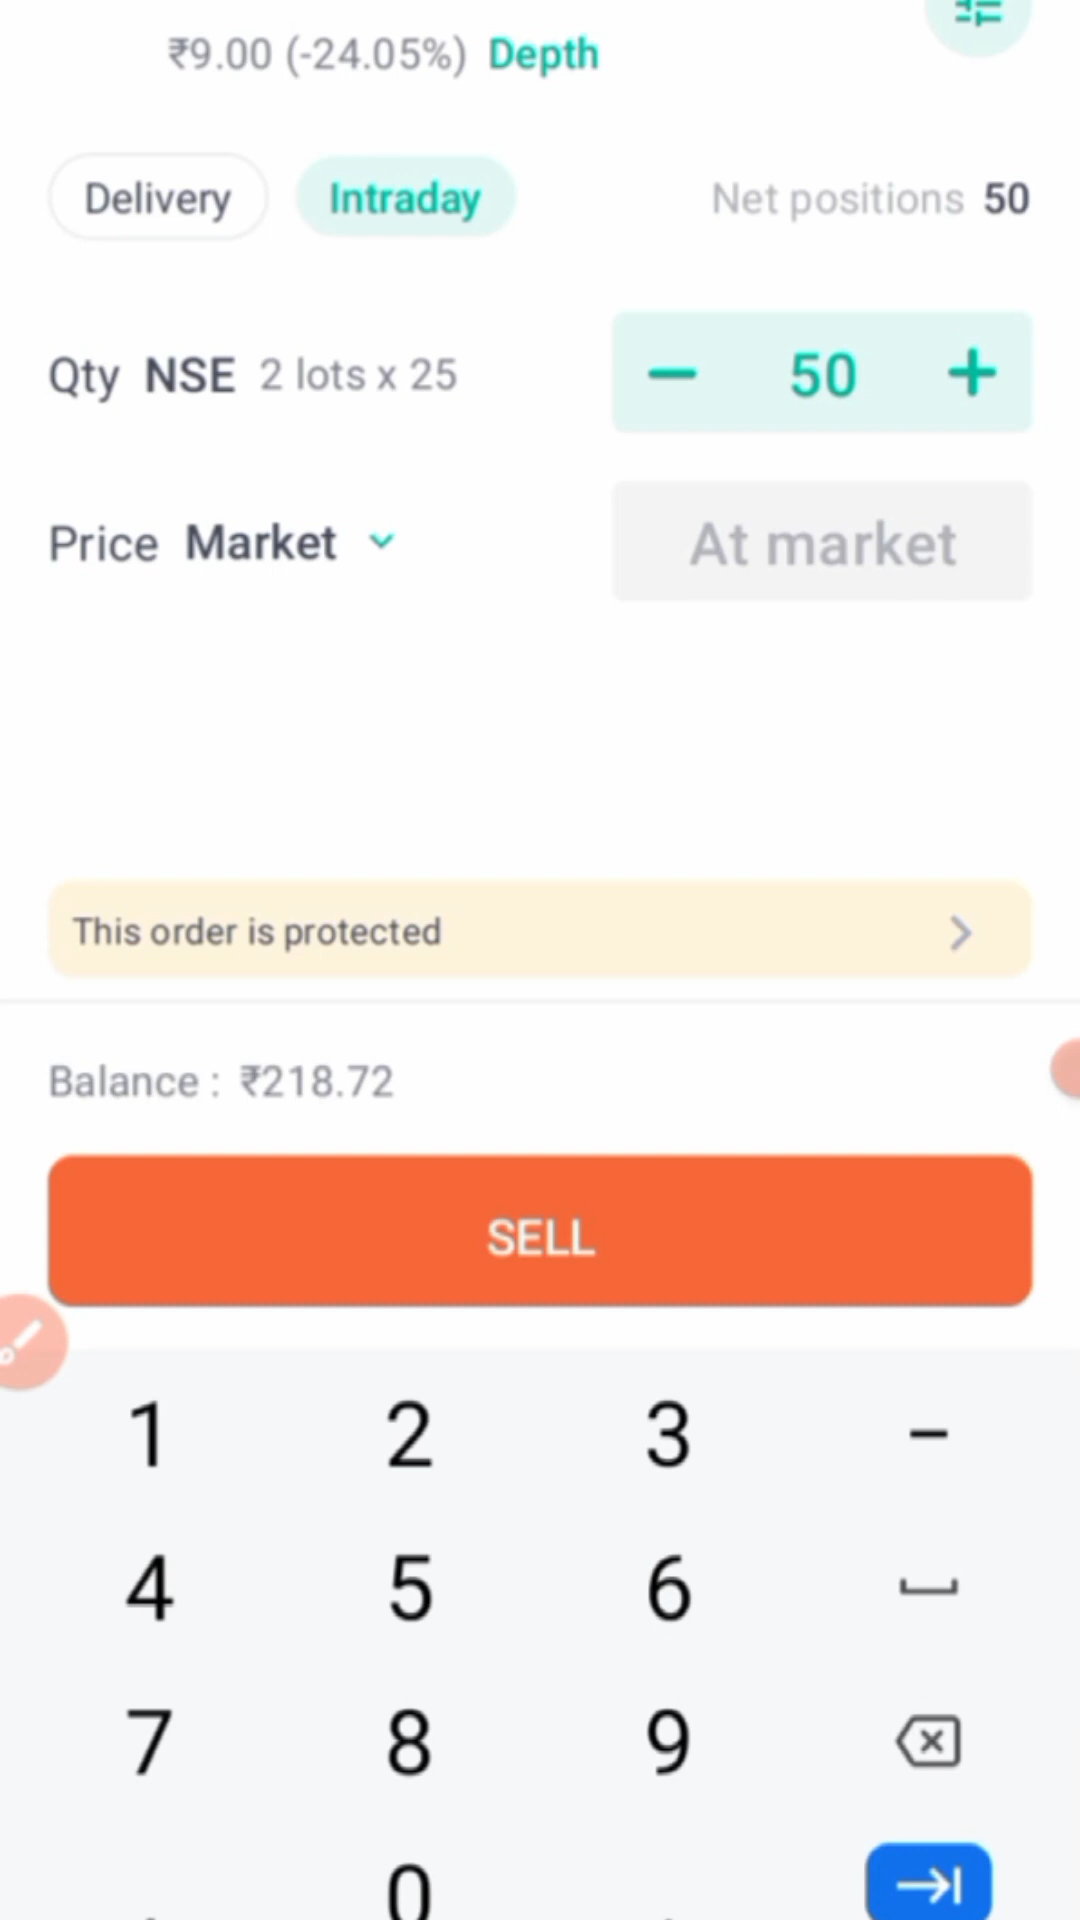 ₹9.00 (-24.05%) Depth
Delivery Intraday Net positions 50
Qty NSE 2 lots x 25 − 50 +
Price Market At market
This order is protected
Balance : ₹218.72
SELL
1 2 3 −
4 5 6
7 8 9
0